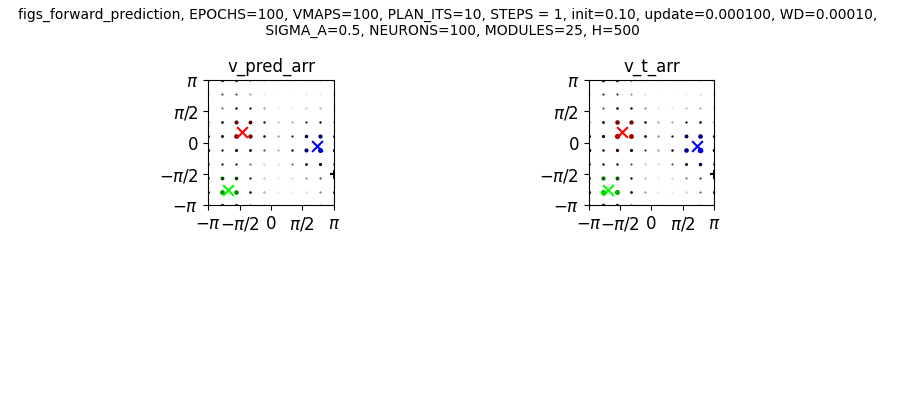 figs_forward_prediction, EPOCHS=100, VMAPS=100, PLAN_ITS=10, STEPS = 1, init=0.10, update=0.000100, WD=0.00010,
SIGMA_A=0.5, NEURONS=100, MODULES=25, H=500
v_pred_arr
π
π/2
0
−π/2
−π
−π −π/2 0 π/2 π
v_t_arr
π
π/2
0
−π/2
−π
−π −π/2 0 π/2 π